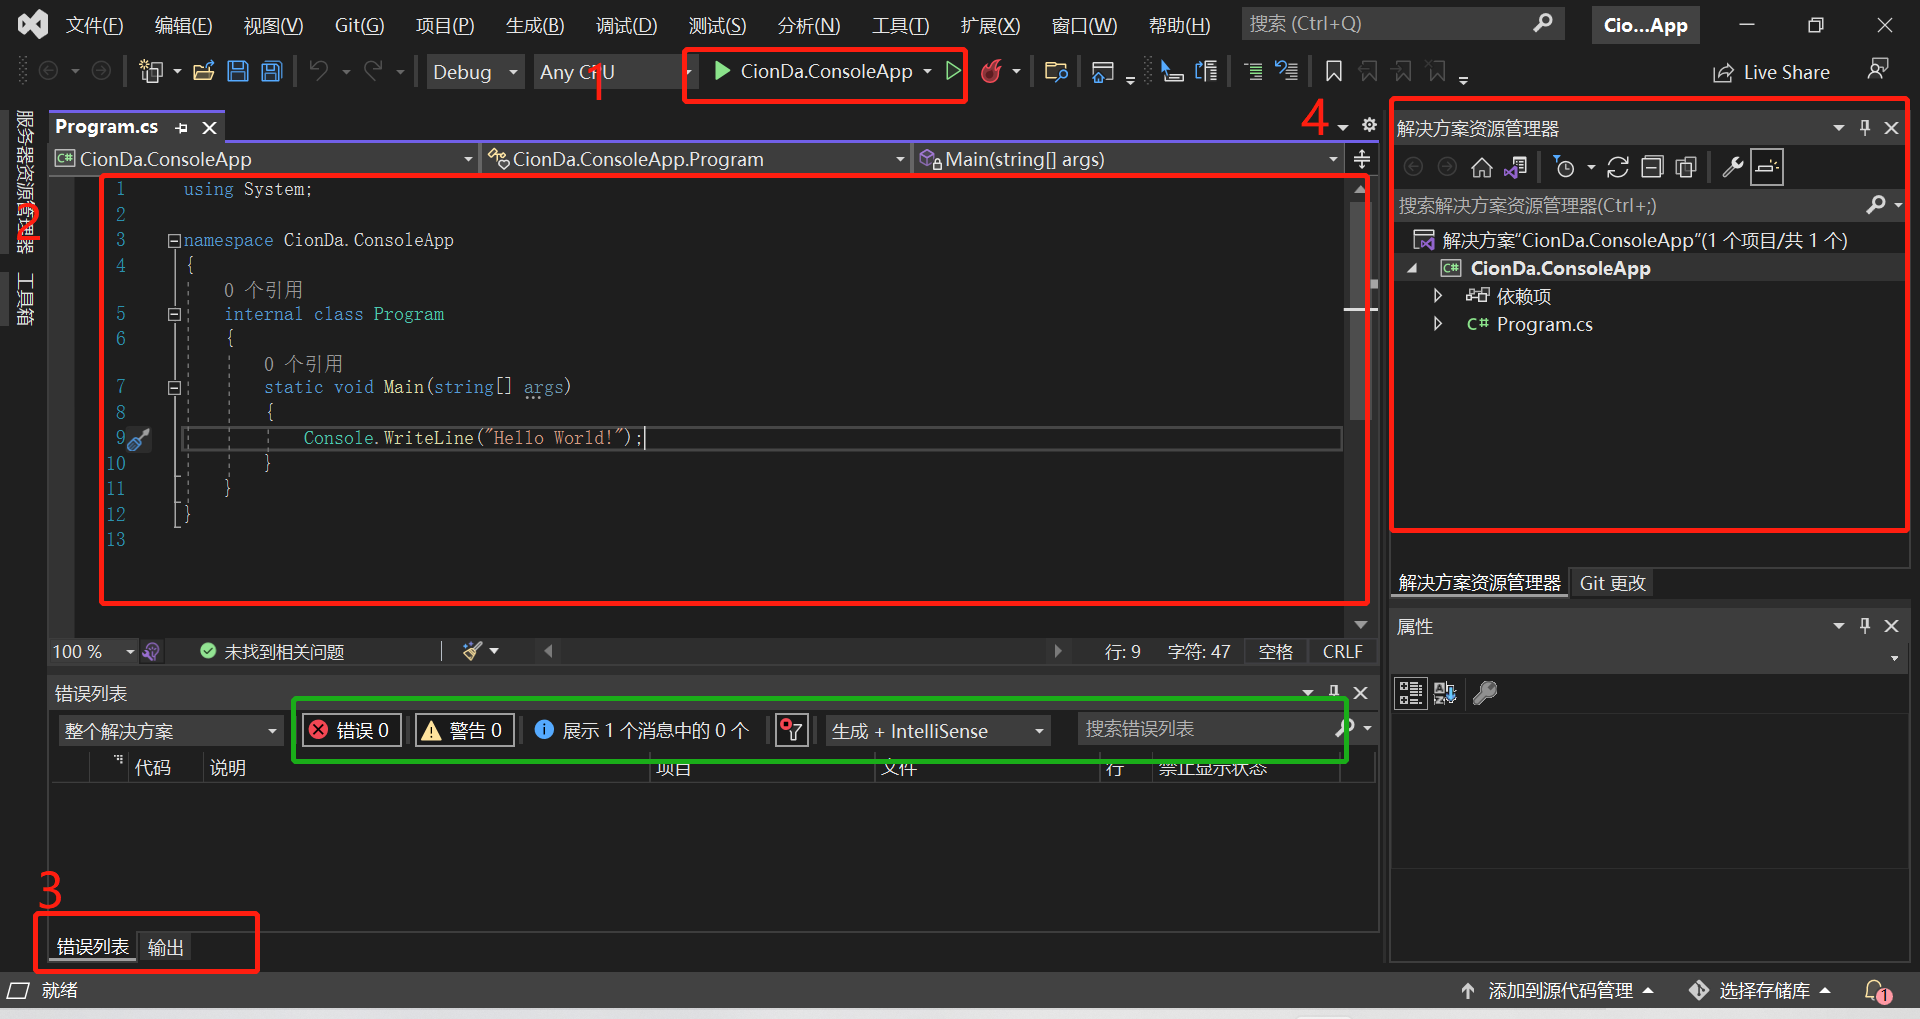 文件(F) 编辑(E) 视图(V) Git(G) 项目(P) 生成(B) 调试(D) 测试(S) 分析(N) 工具(T) 扩展(X) 窗口(W) 帮助(H) 搜索 (Ctrl+Q) Cio...App
Debug Any CPU CionDa.ConsoleApp Live Share
1
服务器资源管理器
工具箱
2
Program.cs
4
CionDa.ConsoleApp CionDa.ConsoleApp.Program Main(string[] args)
1 using System;
2
3 namespace CionDa.ConsoleApp
4 {
0 个引用
5 internal class Program
6 {
0 个引用
7 static void Main(string[] args)
8 {
9 Console.WriteLine("Hello World!");
10 }
11 }
12 }
13
100 % 未找到相关问题 行: 9 字符: 47 空格 CRLF
错误列表
整个解决方案 错误 0 警告 0 展示 1 个消息中的 0 个 生成 + IntelliSense 搜索错误列表
代码 说明 项目 文件 行 禁止显示状态
3
错误列表 输出
解决方案资源管理器
搜索解决方案资源管理器(Ctrl+;)
解决方案“CionDa.ConsoleApp”(1 个项目/共 1 个)
C# CionDa.ConsoleApp
依赖项
C# Program.cs
解决方案资源管理器 Git 更改
属性
就绪 添加到源代码管理 选择存储库 1